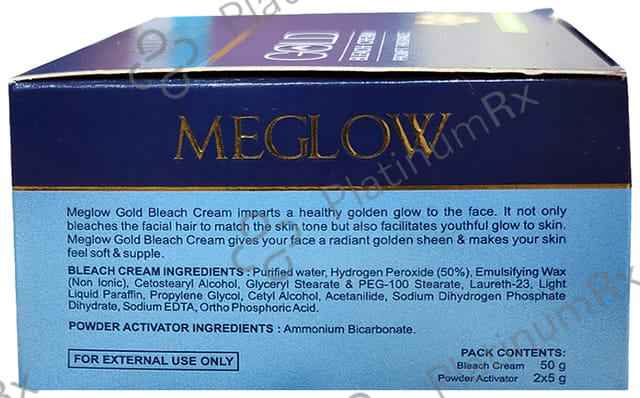 GOLD
BLEACH CREAM
MEGLOW
Meglow Gold Bleach Cream imparts a healthy golden glow to the face. It not only
bleaches the facial hair to match the skin tone but also facilitates youthful glow to skin.
Meglow Gold Bleach Cream gives your face a radiant golden sheen & makes your skin
feel soft & supple.
BLEACH CREAM INGREDIENTS : Purified water, Hydrogen Peroxide (50%), Emulsifying Wax
(Non Ionic), Cetostearyl Alcohol, Glyceryl Stearate & PEG-100 Stearate, Laureth-23, Light
Liquid Paraffin, Propylene Glycol, Cetyl Alcohol, Acetanilide, Sodium Dihydrogen Phosphate
Dihydrate, Sodium EDTA, Ortho Phosphoric Acid.
POWDER ACTIVATOR INGREDIENTS : Ammonium Bicarbonate.
FOR EXTERNAL USE ONLY
PACK CONTENTS:
Bleach Cream 50 g
Powder Activator 2x5 g
PlatinumRx
PlatinumRx
Rx